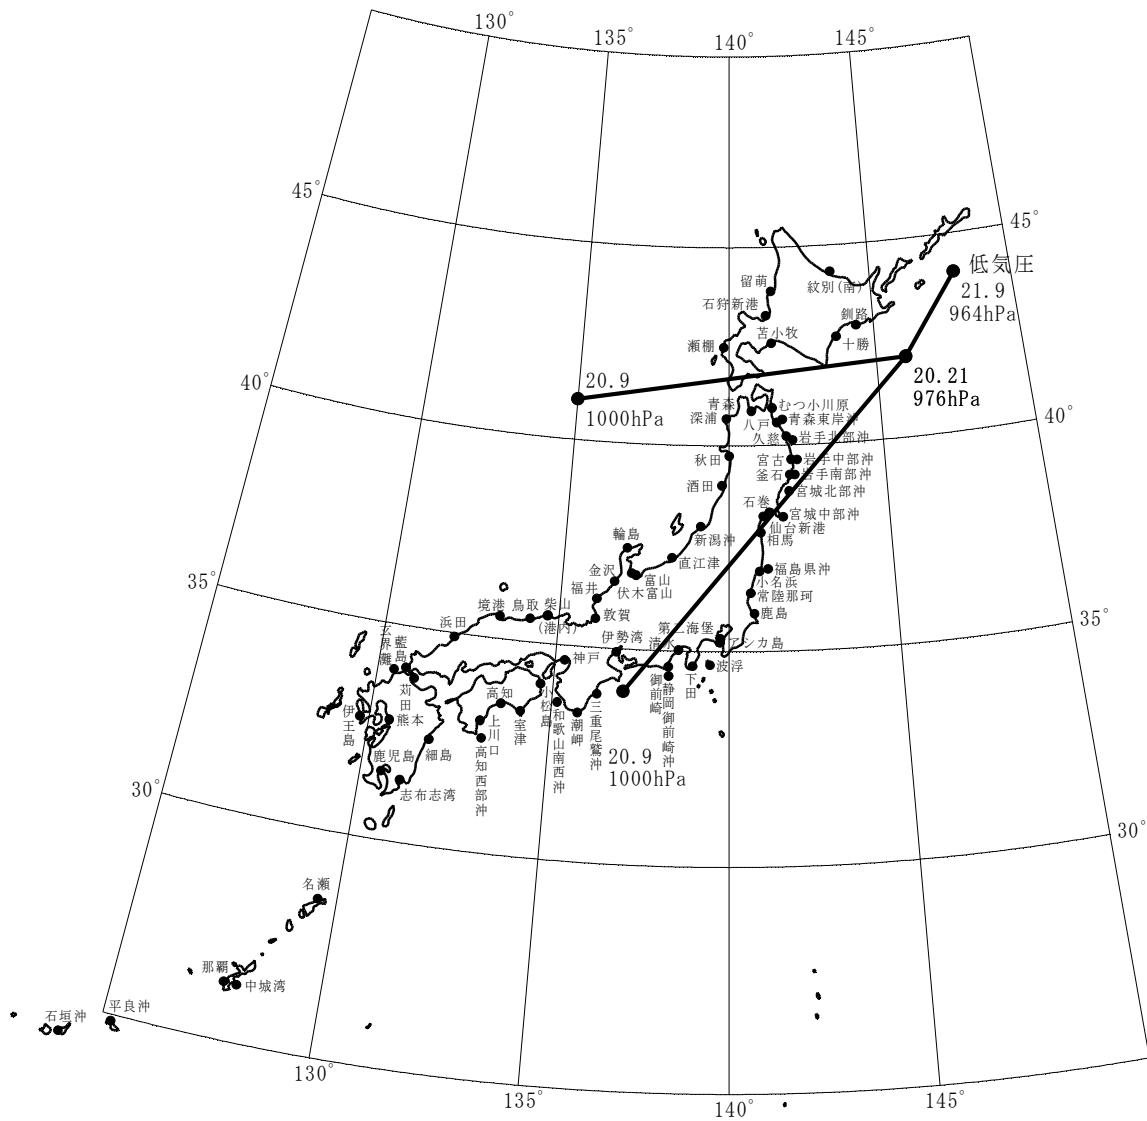 130°
135°
140°
145°
45°
45°
低気圧
21.9
964hPa
留萌
紋別(南)
石狩新港
釧路
苫小牧
瀬棚
十勝
40°
20.9
1000hPa
20.21
976hPa
40°
青森
深浦
むつ小川原
八戸
青森東岸沖
久慈
岩手北部沖
秋田
宮古
岩手中部沖
釜石
岩手南部沖
酒田
宮城北部沖
石巻
宮城中部沖
仙台新港
相馬
輪島
新潟沖
直江津
金沢
富山
伏木富山
福井
福島県沖
小名浜
常陸那珂
35°
35°
境港
鳥取
柴山
(港内)
敦賀
鹿島
浜田
伊勢湾
第二海堡
清水
アシカ島
玄界灘
藍島
神戸
波浮
下田
御前崎
静岡御前崎沖
苅田
高知
小松島
伊王島
熊本
上川口
室津
和歌山南西沖
潮岬
三重尾鷲沖
鹿児島
細島
高知西部沖
20.9
1000hPa
志布志湾
30°
30°
名瀬
那覇
中城湾
平良沖
石垣沖
130°
135°
140°
145°